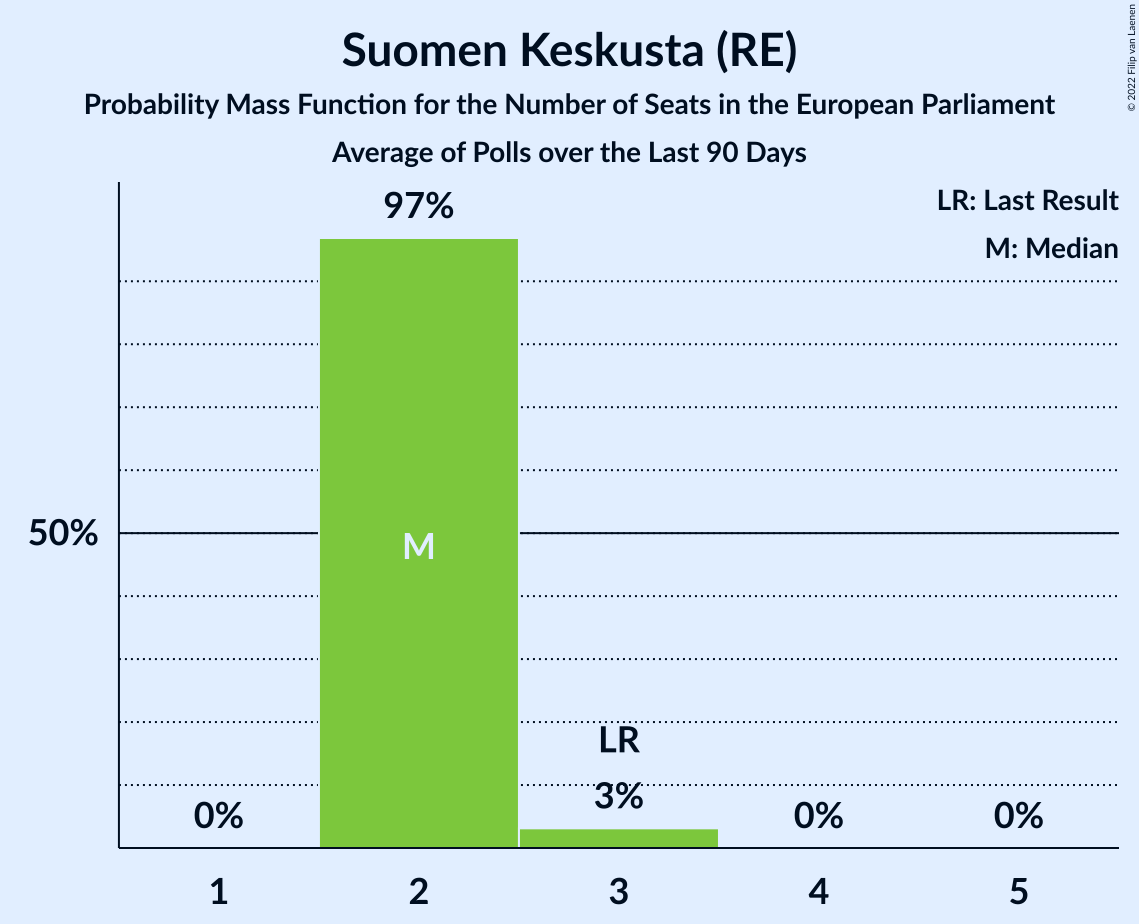 Suomen Keskusta (RE)
Probability Mass Function for the Number of Seats in the European Parliament
Average of Polls over the Last 90 Days
© 2022 Filip van Laenen
LR: Last Result
M: Median
97%
50%
M
LR
0%
3%
0%
0%
1
2
3
4
5